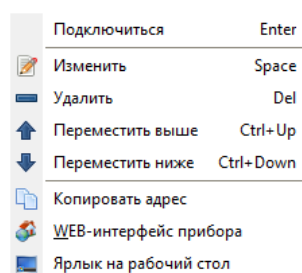 Подключиться Enter
Изменить Space
Удалить Del
Переместить выше Ctrl+Up
Переместить ниже Ctrl+Down
Копировать адрес
WEB-интерфейс прибора
Ярлык на рабочий стол